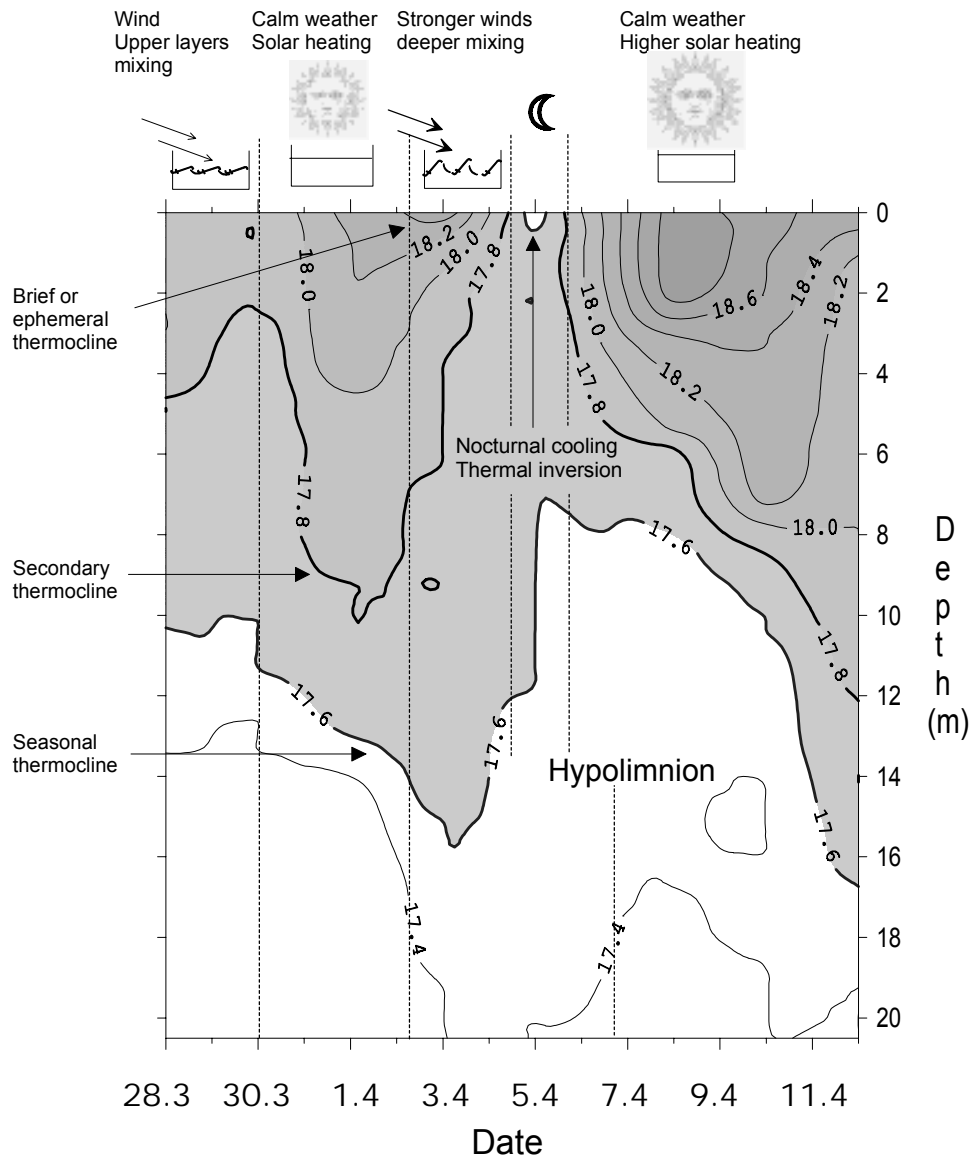 Wind
Upper layers
mixing
Calm weather
Solar heating
Stronger winds
deeper mixing
Calm weather
Higher solar heating
Brief or
ephemeral
thermocline
Secondary
thermocline
Seasonal
thermocline
Nocturnal cooling
Thermal inversion
Hypolimnion
18.0
18.2
18.0
17.8
18.0
17.8
18.2
18.6
18.4
18.2
17.8
17.6
18.0
17.6
17.6
17.8
17.6
17.4
17.4
0
2
4
6
8
10
12
14
16
18
20
Depth
(m)
28.3 30.3 1.4 3.4 5.4 7.4 9.4 11.4
Date